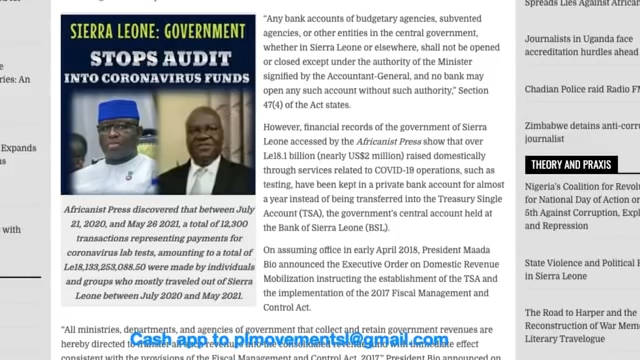 SIERRA LEONE: GOVERNMENT
STOPS AUDIT
INTO CORONAVIRUS FUNDS
Africanist Press discovered that between July
21, 2020, and May 26 2021, a total of 12,300
transactions representing payments for
coronavirus lab tests, amounting to a total of
Le18,133,253,088.50 were made by individuals
and groups who mostly traveled out of Sierra
Leone between July 2020 and May 2021.
“Any bank accounts of budgetary agencies, subvented
agencies, or other entities in the central government,
whether in Sierra Leone or elsewhere, shall not be opened
or closed except under the authority of the Minister
signified by the Accountant-General, and no bank may
open any such account without such authority,” Section
47(4) of the Act states.
However, financial records of the government of Sierra
Leone accessed by the Africanist Press show that over
Le18.1 billion (nearly US$2 million) raised domestically
through services related to COVID-19 operations, such as
testing, have been kept in a private bank account for almost
a year instead of being transferred into the Treasury Single
Account (TSA), the government’s central account held at
the Bank of Sierra Leone (BSL).
On assuming office in early April 2018, President Maada
Bio announced the Executive Order on Domestic Revenue
Mobilization instructing the establishment of the TSA and
the implementation of the 2017 Fiscal Management and
Control Act.
“All ministries, departments, and agencies of government that collect and retain government revenues are
hereby directed
consistent with the provisions of the Fiscal Management and Control Act, 2017” President Bio announced on
Cash app to plmovementsl@gmail.com
Expands
with
Spreads Lies Against African
Journalists in Uganda face
accreditation hurdles ahead
Chadian Police raid Radio FM
Zimbabwe detains anti-corru
journalist
THEORY AND PRAXIS
Nigeria’s Coalition for Revolu
for National Day of Action on
5th Against Corruption, Expl
and Repression
State Violence and Political
in Sierra Leone
The Road to Harper and the
Reconstruction of War Mem
Literary Travelogue